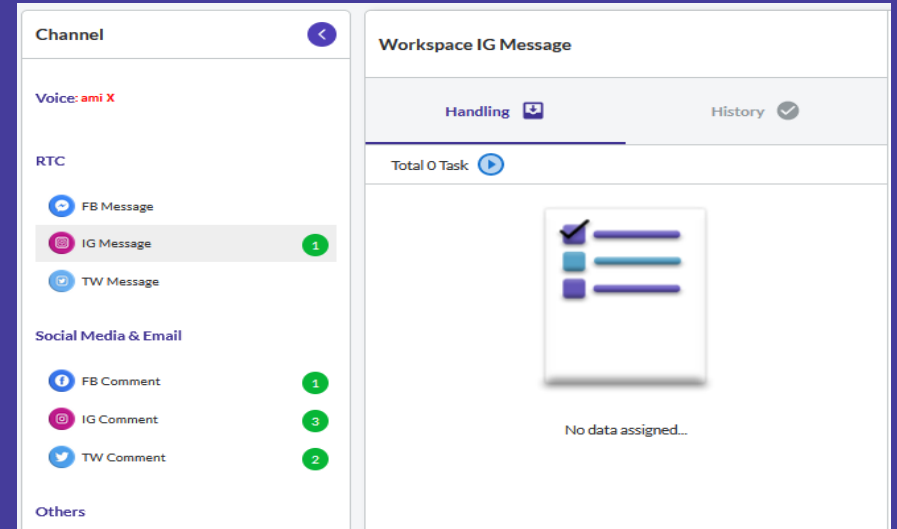 Channel
Voice: ami X
RTC
FB Message
IG Message 1
TW Message
Social Media & Email
FB Comment 1
IG Comment 3
TW Comment 2
Others
Workspace IG Message
Handling History
Total 0 Task
No data assigned...